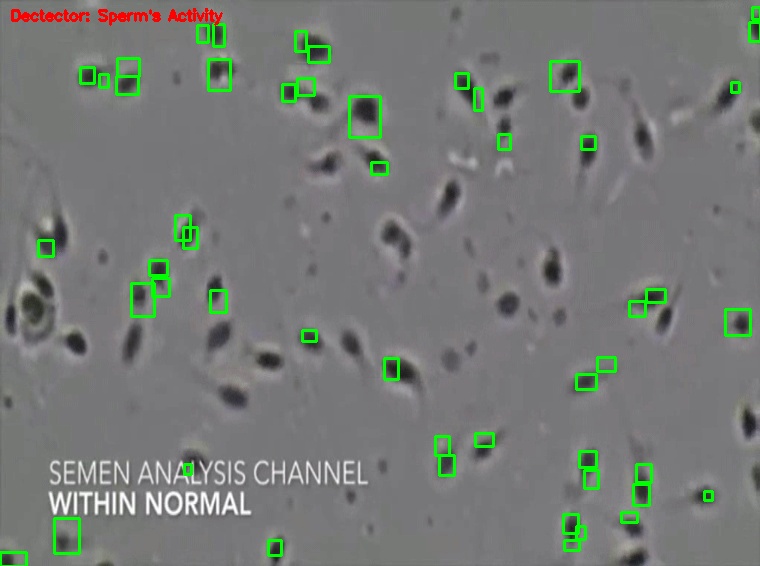 Dectector: Sperm's Activity
SEMEN ANALYSIS CHANNEL
WITHIN NORMAL